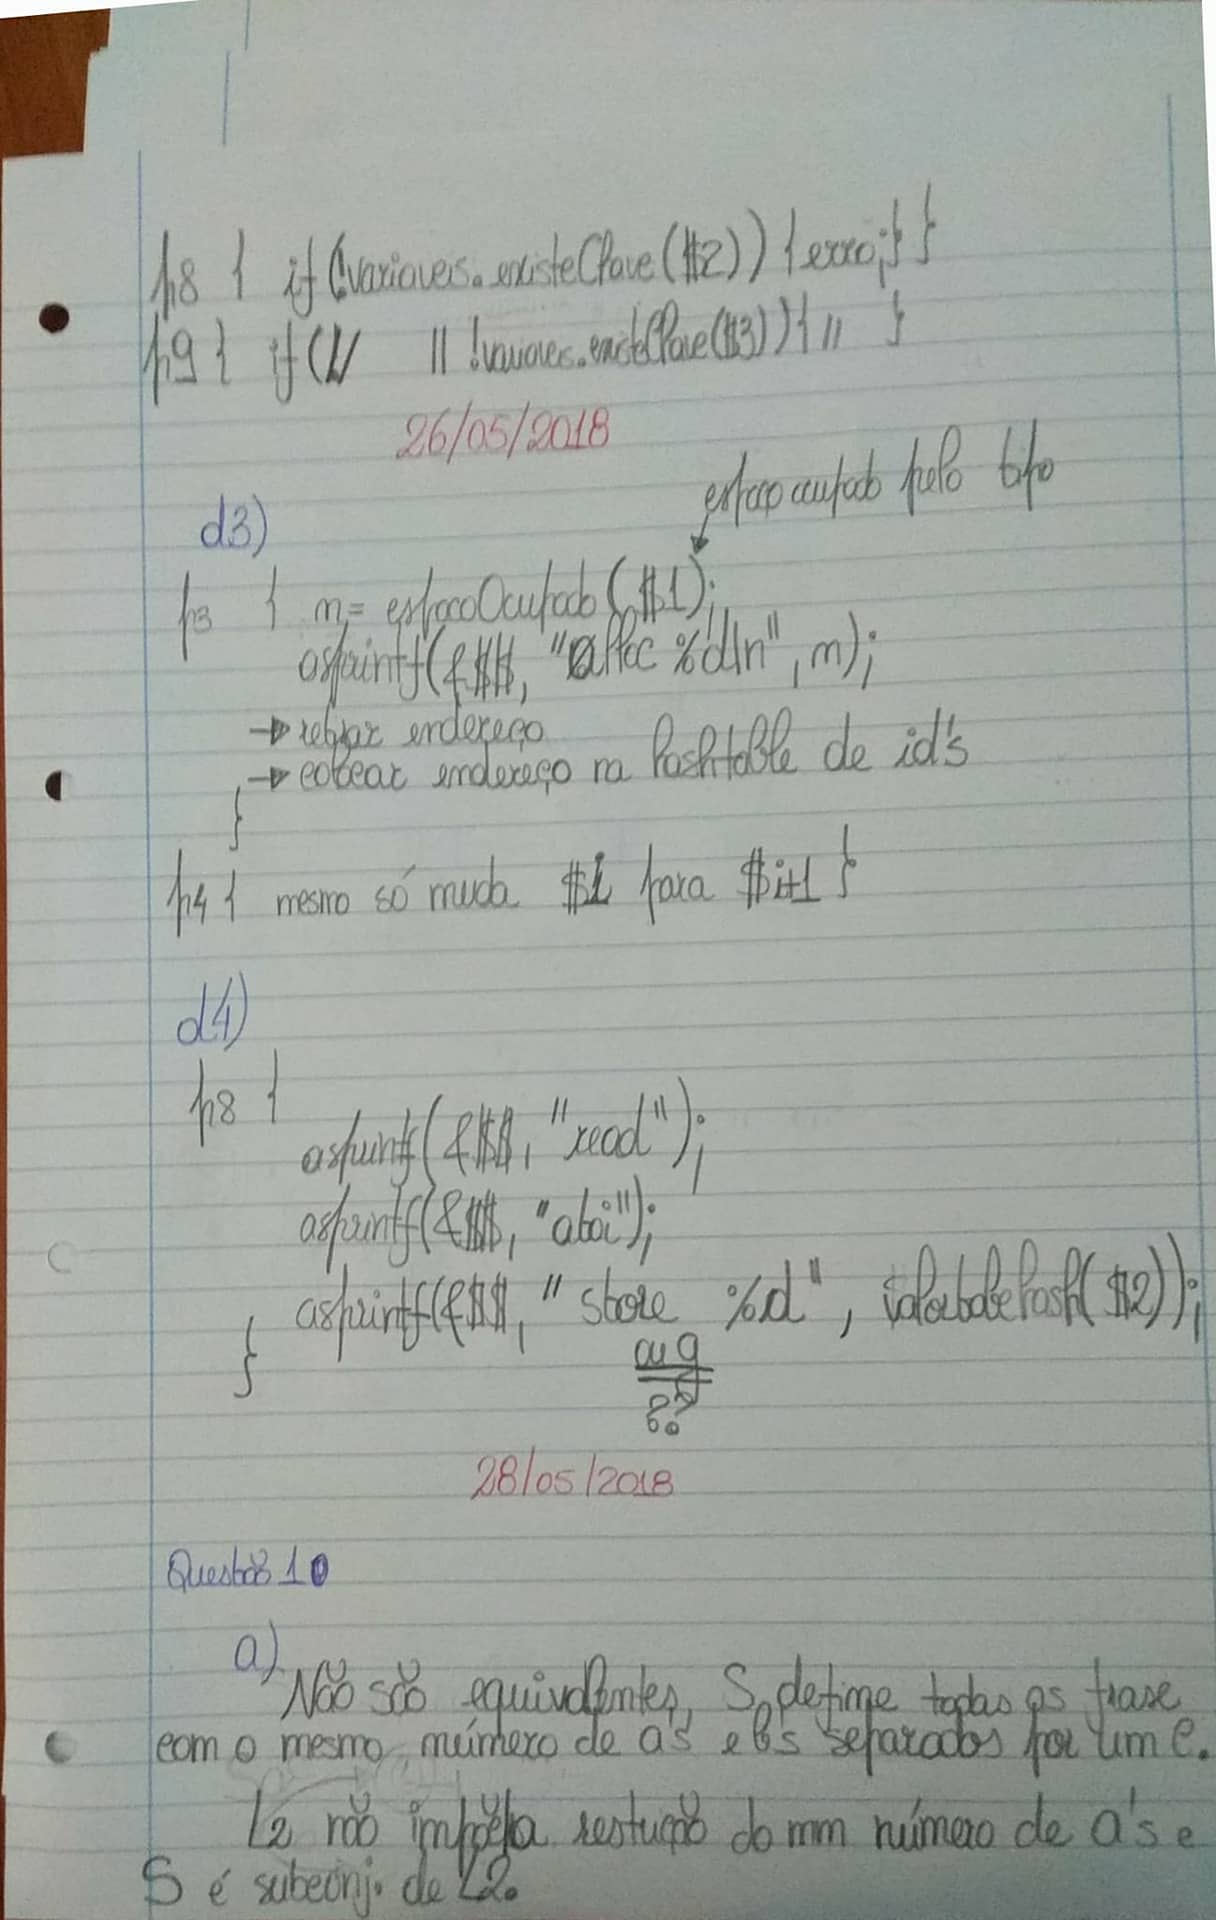 p8 { if (!variaveis.existeChave($2)) {erro;} }
p9 { if (" || !variaveis.existeChave($3)) { " }
26/05/2018
espaço ocupado pelo tipo
d3)
p3 { m = espacoOcupado($1);
asprintf(&$$, "alloc %d\n", m);
→ retirar endereço
→ colocar endereço na hashtable de id's
}
p4 { mesmo só muda $1 para $i+1 }
d4)
p8 {
asprintf(&$$, "read");
asprintf(&$$, "atoi");
asprintf(&$$, "store %d", valortabelahash($2));
}
ou g
??
28/05/2018
Questão 10
a)
Não são equivalentes, S define todas as frase
com o mesmo número de a's e b's separados por um c.
L2 não impõe a restrição do mm número de a's e
S é subconj. de L2.